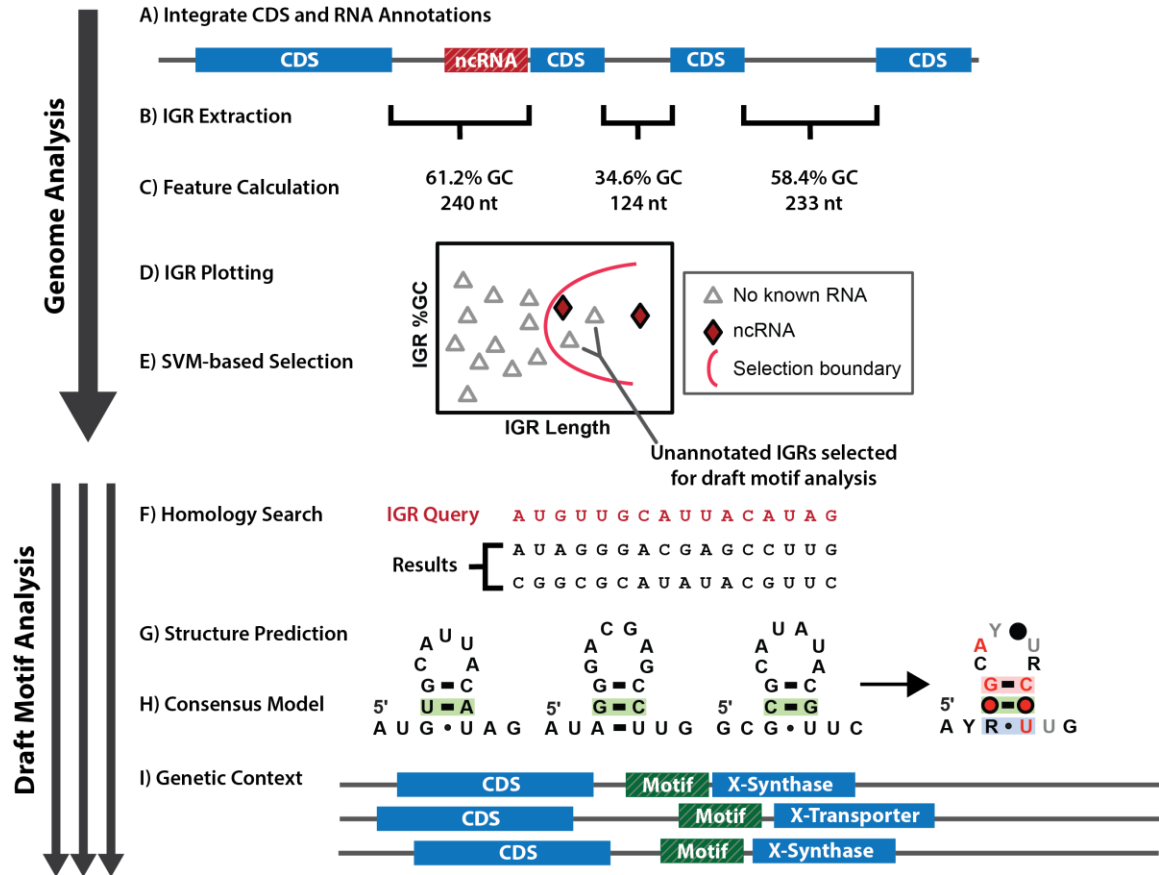 Genome Analysis
A) Integrate CDS and RNA Annotations
CDS ncRNA CDS CDS CDS
B) IGR Extraction
C) Feature Calculation
61.2% GC 34.6% GC 58.4% GC
240 nt 124 nt 233 nt
D) IGR Plotting
E) SVM-based Selection
IGR %GC
IGR Length
No known RNA
ncRNA
Selection boundary
Unannotated IGRs selected
for draft motif analysis
Draft Motif Analysis
F) Homology Search
IGR Query A U G U U G C A U U A C A U A G
Results
A U A G G G A C G A G C C U U G
C G G C G C A U A U A C G U U C
G) Structure Prediction
H) Consensus Model
5'
A U G U G C A U U A C A U A G
5'
A U A G G A G A C G A G C C U U G
5'
G C G C G C A U A U A C G U U C
5'
A Y R G C A Y U R C U U G
I) Genetic Context
CDS Motif X-Synthase
CDS Motif X-Transporter
CDS Motif X-Synthase